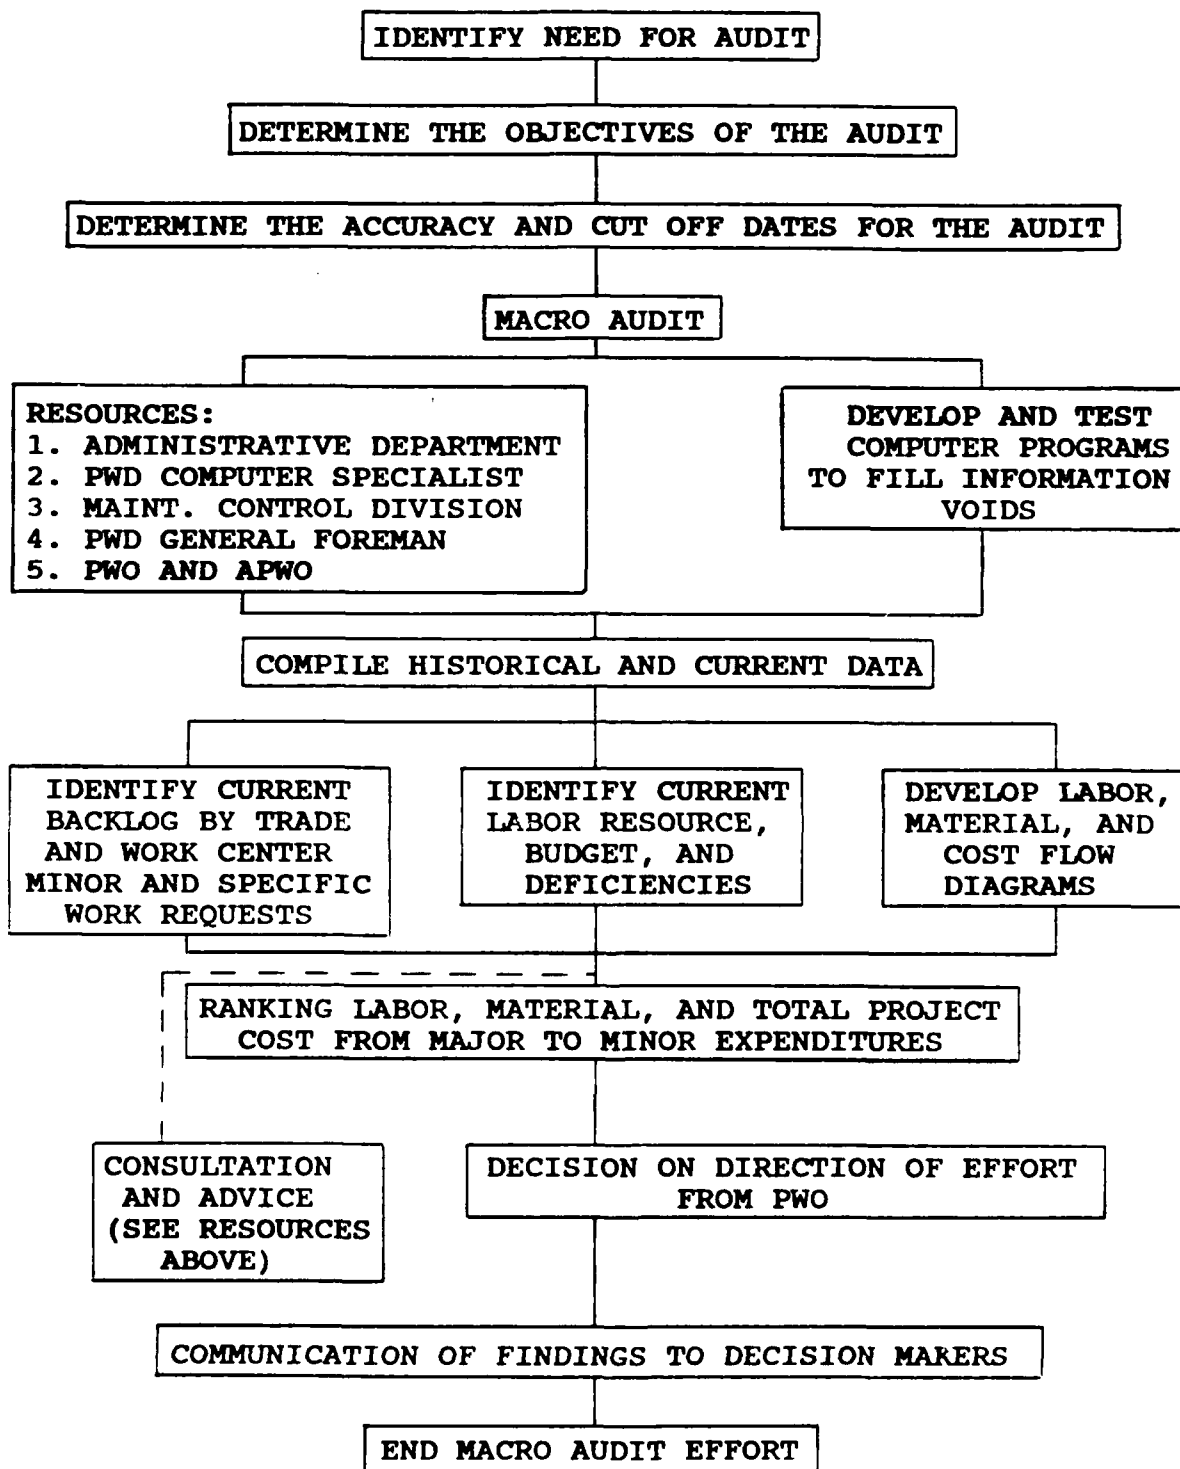 IDENTIFY NEED FOR AUDIT
DETERMINE THE OBJECTIVES OF THE AUDIT
DETERMINE THE ACCURACY AND CUT OFF DATES FOR THE AUDIT
MACRO AUDIT
RESOURCES:
1. ADMINISTRATIVE DEPARTMENT
2. PWD COMPUTER SPECIALIST
3. MAINT. CONTROL DIVISION
4. PWD GENERAL FOREMAN
5. PWO AND APWO
DEVELOP AND TEST
COMPUTER PROGRAMS
TO FILL INFORMATION
VOIDS
COMPILE HISTORICAL AND CURRENT DATA
IDENTIFY CURRENT
BACKLOG BY TRADE
AND WORK CENTER
MINOR AND SPECIFIC
WORK REQUESTS
IDENTIFY CURRENT
LABOR RESOURCE,
BUDGET, AND
DEFICIENCIES
DEVELOP LABOR,
MATERIAL, AND
COST FLOW
DIAGRAMS
RANKING LABOR, MATERIAL, AND TOTAL PROJECT
COST FROM MAJOR TO MINOR EXPENDITURES
CONSULTATION
AND ADVICE
(SEE RESOURCES
ABOVE)
DECISION ON DIRECTION OF EFFORT
FROM PWO
COMMUNICATION OF FINDINGS TO DECISION MAKERS
END MACRO AUDIT EFFORT